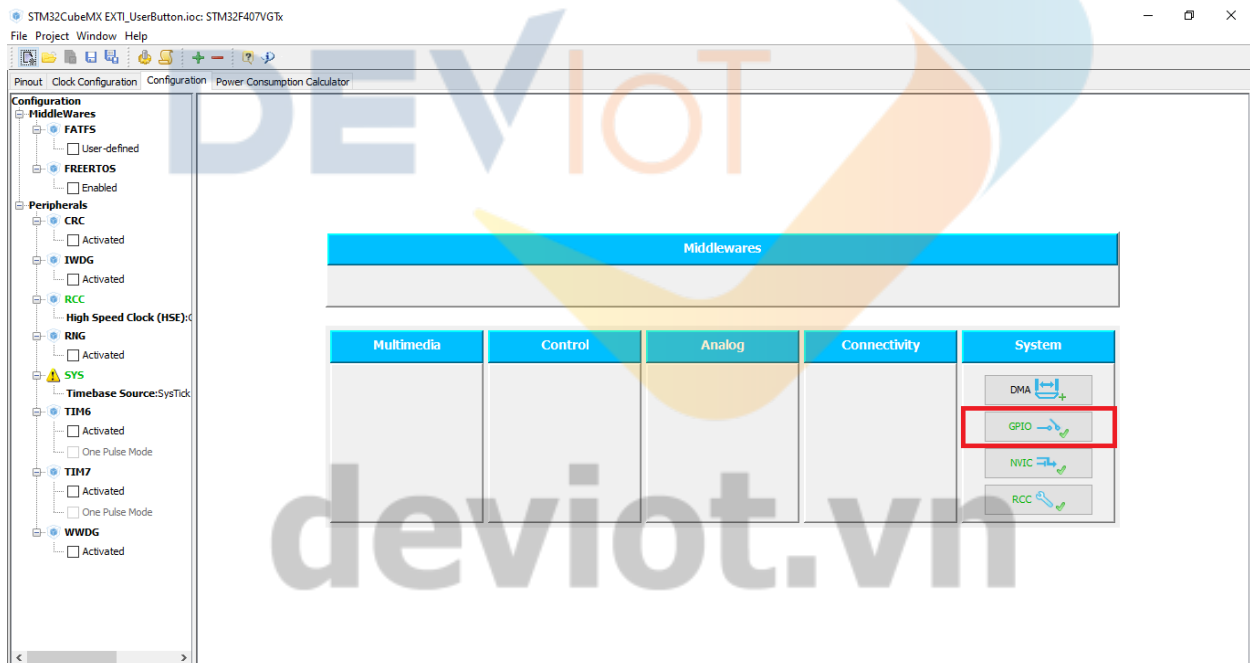 STM32CubeMX EXTI_UserButton.ioc: STM32F407VGTx
File Project Window Help
Pinout Clock Configuration Configuration Power Consumption Calculator
DEVIoT
Configuration
MiddleWares
FATFS
User-defined
FREERTOS
Enabled
Peripherals
CRC
Activated
IWDG
Activated
RCC
High Speed Clock (HSE):
RNG
Activated
SYS
Timebase Source:SysTick
TIM6
Activated
One Pulse Mode
TIM7
Activated
One Pulse Mode
WWDG
Activated
Middlewares
Multimedia Control Analog Connectivity System
DMA
GPIO
NVIC
RCC
deviot.vn